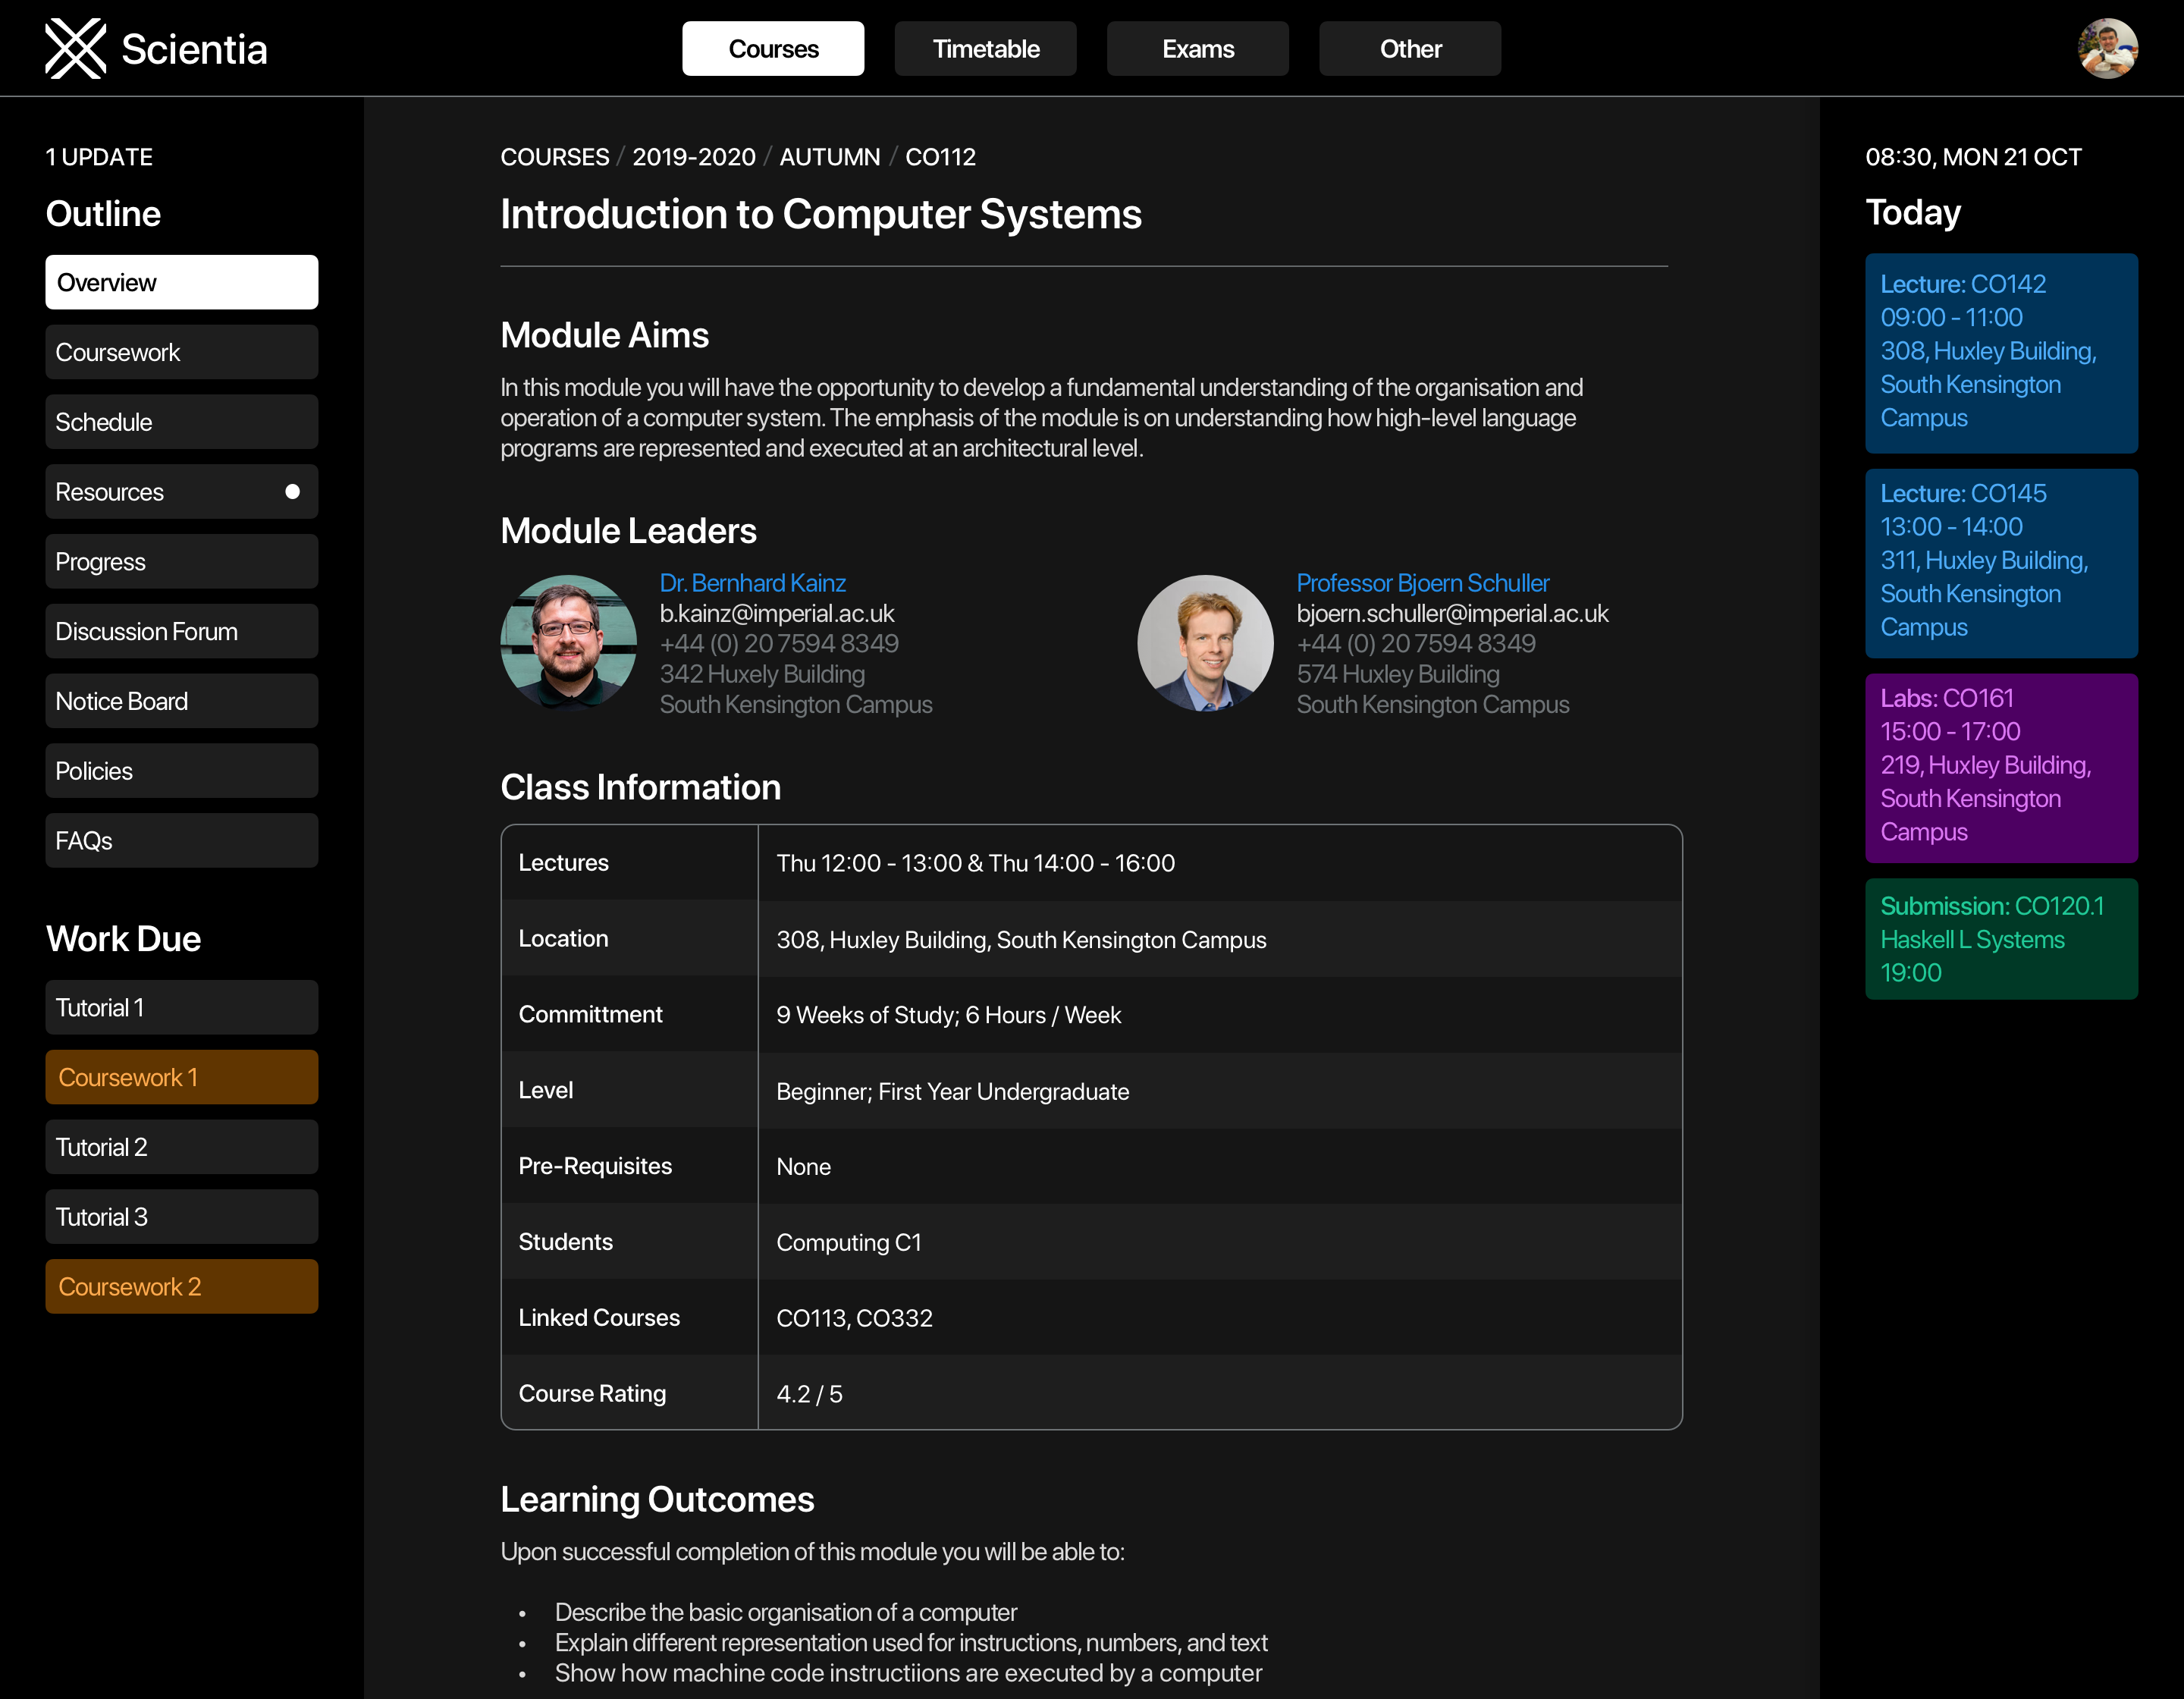 Scientia
Courses
Timetable
Exams
Other
1 UPDATE
Outline
Overview
Coursework
Schedule
Resources
Progress
Discussion Forum
Notice Board
Policies
FAQs
Work Due
Tutorial 1
Coursework 1
Tutorial 2
Tutorial 3
Coursework 2
COURSES / 2019-2020 / AUTUMN / CO112
Introduction to Computer Systems
Module Aims
In this module you will have the opportunity to develop a fundamental understanding of the organisation and
operation of a computer system. The emphasis of the module is on understanding how high-level language
programs are represented and executed at an architectural level.
Module Leaders
Dr. Bernhard Kainz
b.kainz@imperial.ac.uk
+44 (0) 20 7594 8349
342 Huxely Building
South Kensington Campus
Professor Bjoern Schuller
bjoern.schuller@imperial.ac.uk
+44 (0) 20 7594 8349
574 Huxley Building
South Kensington Campus
Class Information
Lectures
Thu 12:00 - 13:00 & Thu 14:00 - 16:00
Location
308, Huxley Building, South Kensington Campus
Committment
9 Weeks of Study; 6 Hours / Week
Level
Beginner; First Year Undergraduate
Pre-Requisites
None
Students
Computing C1
Linked Courses
CO113, CO332
Course Rating
4.2 / 5
Learning Outcomes
Upon successful completion of this module you will be able to:
• Describe the basic organisation of a computer
• Explain different representation used for instructions, numbers, and text
• Show how machine code instructiions are executed by a computer
08:30, MON 21 OCT
Today
Lecture: CO142
09:00 - 11:00
308, Huxley Building,
South Kensington
Campus
Lecture: CO145
13:00 - 14:00
311, Huxley Building,
South Kensington
Campus
Labs: CO161
15:00 - 17:00
219, Huxley Building,
South Kensington
Campus
Submission: CO120.1
Haskell L Systems
19:00